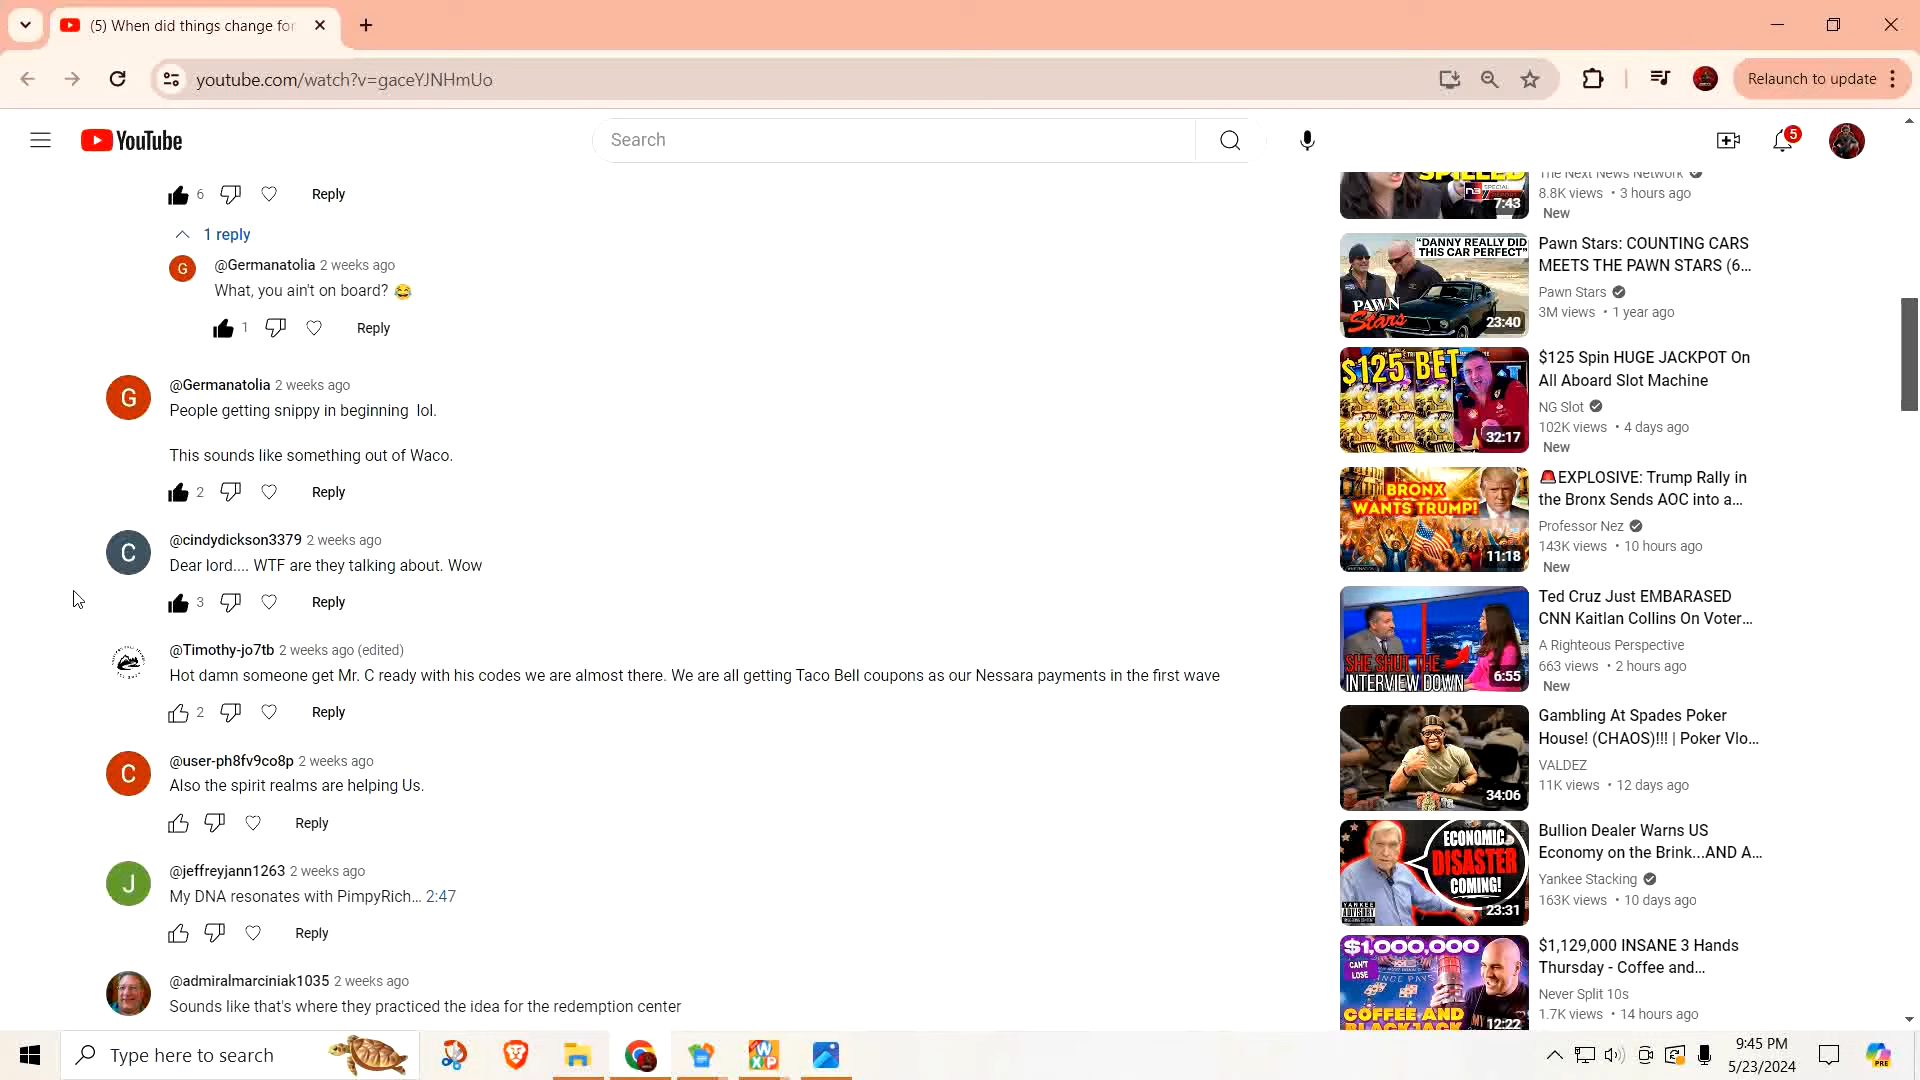 (5) When did things change for
youtube.com/watch?v=gaceYJNHmUo
Relaunch to update
YouTube
Search
5
6
Reply
1 reply
G
@Germanatolia 2 weeks ago
What, you ain't on board? 😂
1
Reply
G
@Germanatolia 2 weeks ago
People getting snippy in beginning lol.
This sounds like something out of Waco.
2
Reply
C
@cindydickson3379 2 weeks ago
Dear lord.... WTF are they talking about. Wow
3
Reply
@Timothy-jo7tb 2 weeks ago (edited)
Hot damn someone get Mr. C ready with his codes we are almost there. We are all getting Taco Bell coupons as our Nessara payments in the first wave
2
Reply
C
@user-ph8fv9co8p 2 weeks ago
Also the spirit realms are helping Us.
Reply
J
@jeffreyjann1263 2 weeks ago
My DNA resonates with PimpyRich... 2:47
Reply
@admiralmarciniak1035 2 weeks ago
Sounds like that's where they practiced the idea for the redemption center
SPILLED
7:43
The Next News Network
8.8K views • 3 hours ago
New
"DANNY REALLY DID
THIS CAR PERFECT"
PAWN
Stars
23:40
Pawn Stars: COUNTING CARS
MEETS THE PAWN STARS (6...
Pawn Stars
3M views • 1 year ago
$125 BET
32:17
$125 Spin HUGE JACKPOT On
All Aboard Slot Machine
NG Slot
102K views • 4 days ago
New
BRONX
WANTS TRUMP!
11:18
🚨EXPLOSIVE: Trump Rally in
the Bronx Sends AOC into a...
Professor Nez
143K views • 10 hours ago
New
SHE SHUT THE
INTERVIEW DOWN
6:55
Ted Cruz Just EMBARASED
CNN Kaitlan Collins On Voter...
A Righteous Perspective
663 views • 2 hours ago
New
34:06
Gambling At Spades Poker
House! (CHAOS)!!! | Poker Vlo...
VALDEZ
11K views • 12 days ago
ECONOMIC
DISASTER
COMING!
YANKEE
ADVISORY
23:31
Bullion Dealer Warns US
Economy on the Brink...AND A...
Yankee Stacking
163K views • 10 days ago
$1,000,000
CAN'T
LOSE
COFFEE AND
BLACKJACK
12:22
$1,129,000 INSANE 3 Hands
Thursday - Coffee and...
Never Split 10s
1.7K views • 14 hours ago
Type here to search
9:45 PM
5/23/2024
PRE